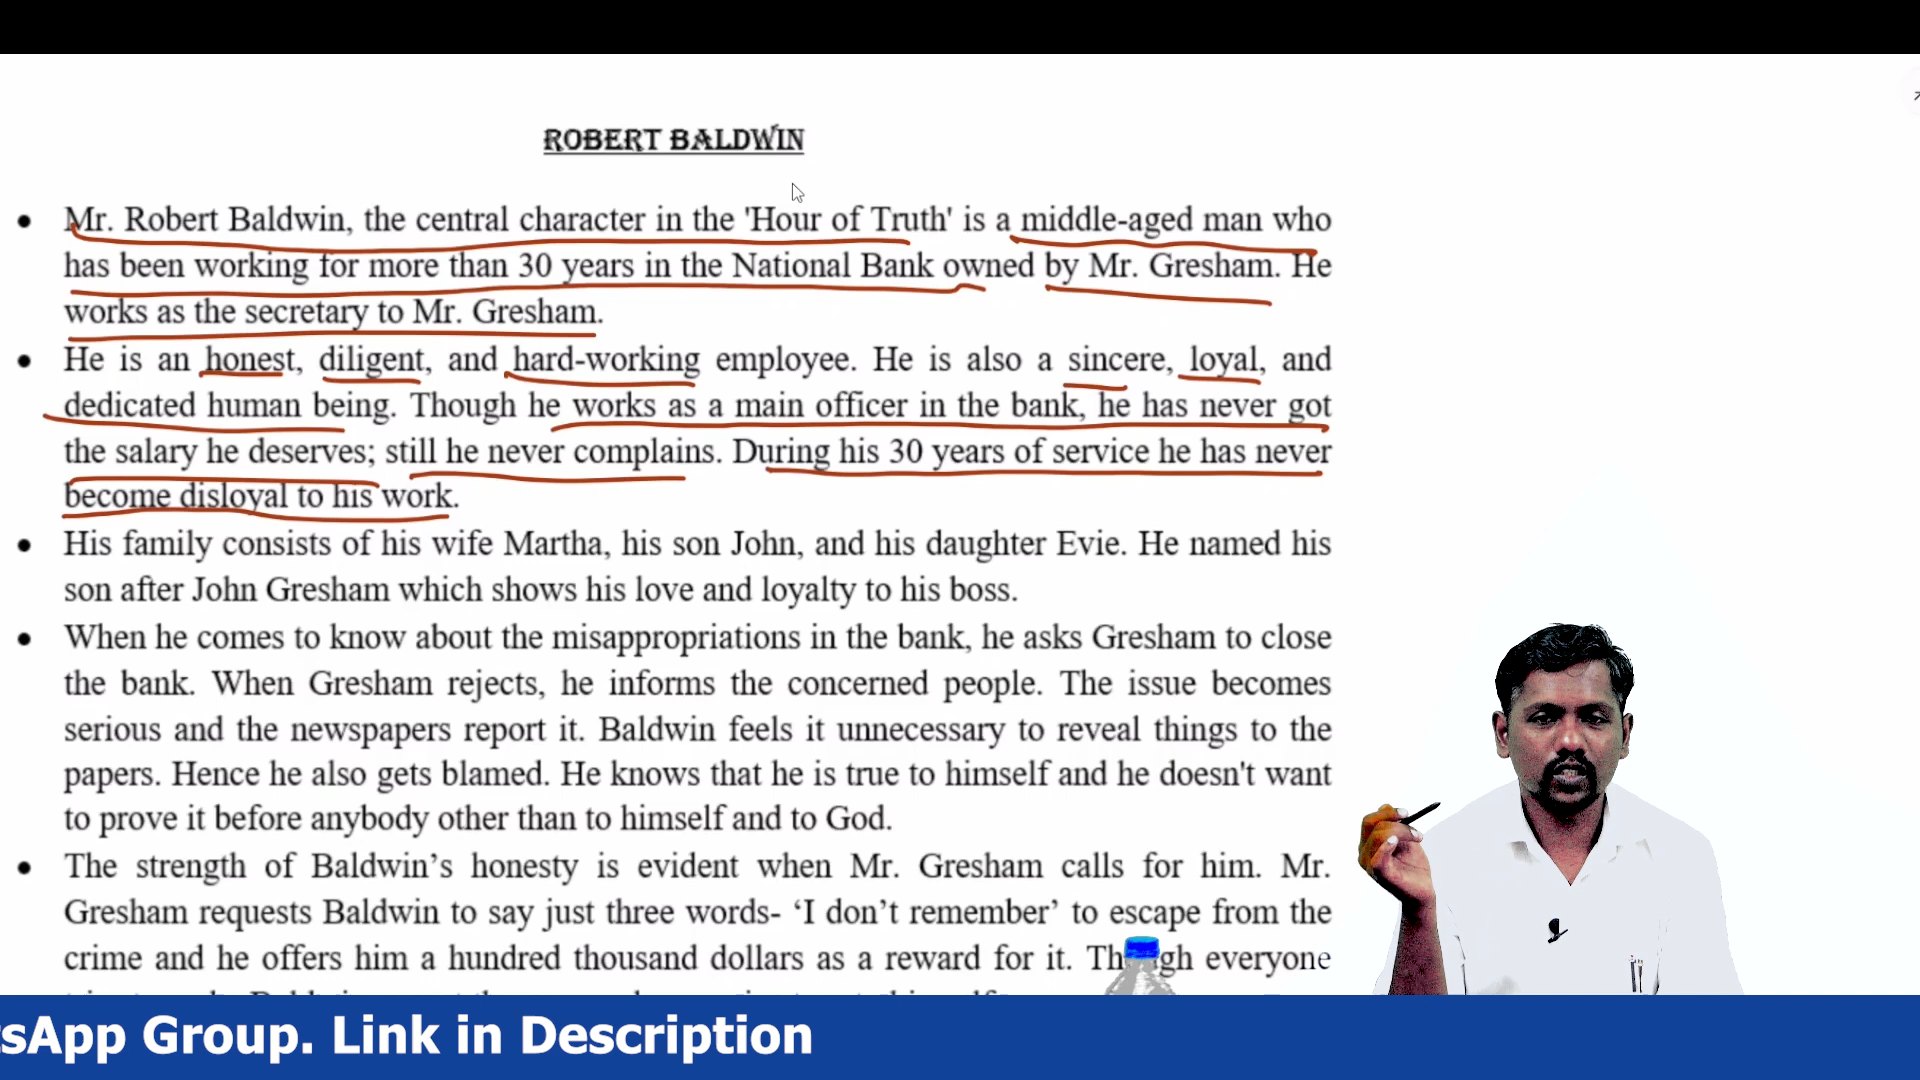 ROBERT BALDWIN
• Mr. Robert Baldwin, the central character in the 'Hour of Truth' is a middle-aged man who
has been working for more than 30 years in the National Bank owned by Mr. Gresham. He
works as the secretary to Mr. Gresham.
• He is an honest, diligent, and hard-working employee. He is also a sincere, loyal, and
dedicated human being. Though he works as a main officer in the bank, he has never got
the salary he deserves; still he never complains. During his 30 years of service he has never
become disloyal to his work.
• His family consists of his wife Martha, his son John, and his daughter Evie. He named his
son after John Gresham which shows his love and loyalty to his boss.
• When he comes to know about the misappropriations in the bank, he asks Gresham to close
the bank. When Gresham rejects, he informs the concerned people. The issue becomes
serious and the newspapers report it. Baldwin feels it unnecessary to reveal things to the
papers. Hence he also gets blamed. He knows that he is true to himself and he doesn't want
to prove it before anybody other than to himself and to God.
• The strength of Baldwin’s honesty is evident when Mr. Gresham calls for him. Mr.
Gresham requests Baldwin to say just three words- ‘I don’t remember’ to escape from the
crime and he offers him a hundred thousand dollars as a reward for it. Th gh everyone
sApp Group. Link in Description